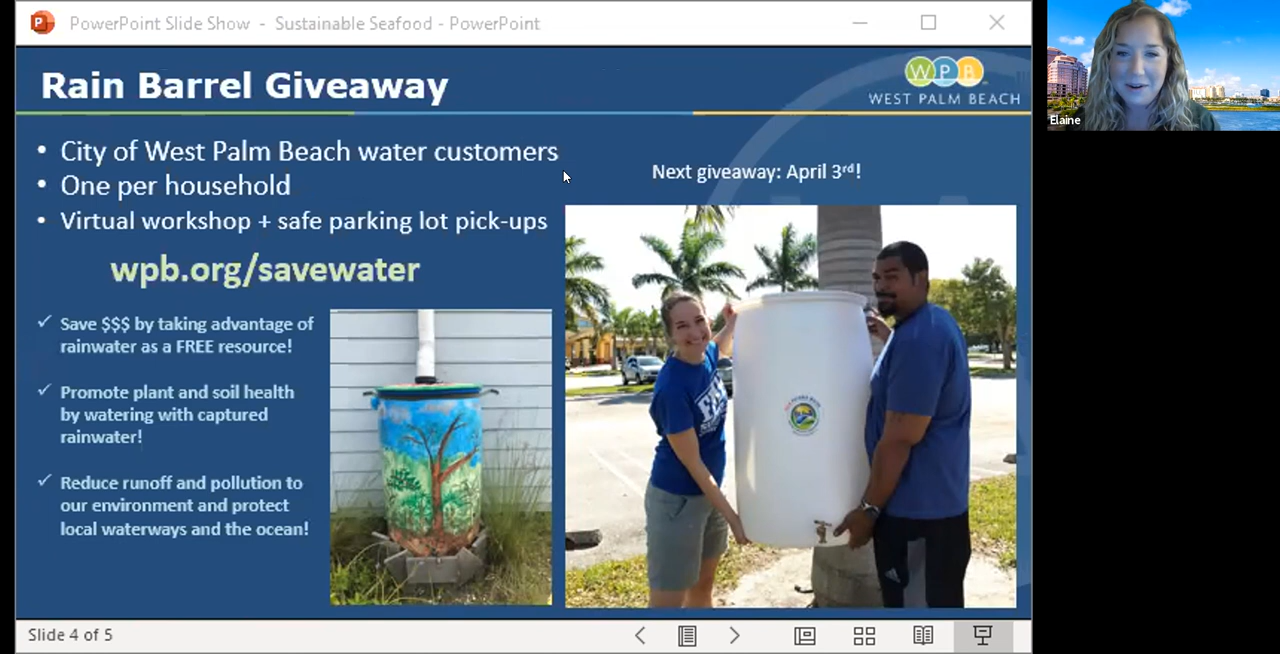 PowerPoint Slide Show - Sustainable Seafood - PowerPoint
Rain Barrel Giveaway
WPB
WEST PALM BEACH
• City of West Palm Beach water customers
• One per household
• Virtual workshop + safe parking lot pick-ups
wpb.org/savewater
Next giveaway: April 3rd!
✓ Save $$$ by taking advantage of
rainwater as a FREE resource!
✓ Promote plant and soil health
by watering with captured
rainwater!
✓ Reduce runoff and pollution to
our environment and protect
local waterways and the ocean!
Slide 4 of 5
Elaine